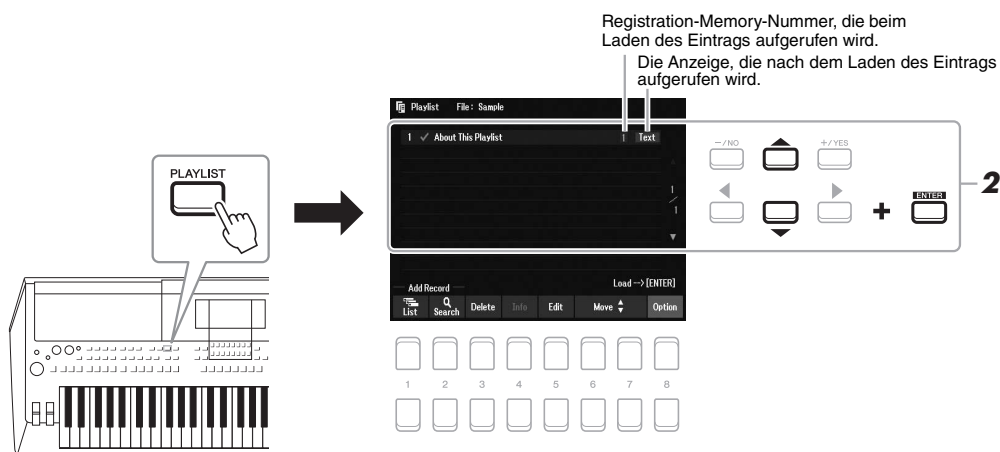 Registration-Memory-Nummer, die beim
Laden des Eintrags aufgerufen wird.
Die Anzeige, die nach dem Laden des Eintrags
aufgerufen wird.
Playlist File: Sample
1 ✓ About This Playlist 1 Text
1
/
1
Load-->[ENTER]
Add Record
List Search Delete Info Edit Move Option
1 2 3 4 5 6 7 8
PLAYLIST
-/NO +/YES
ENTER
+
2